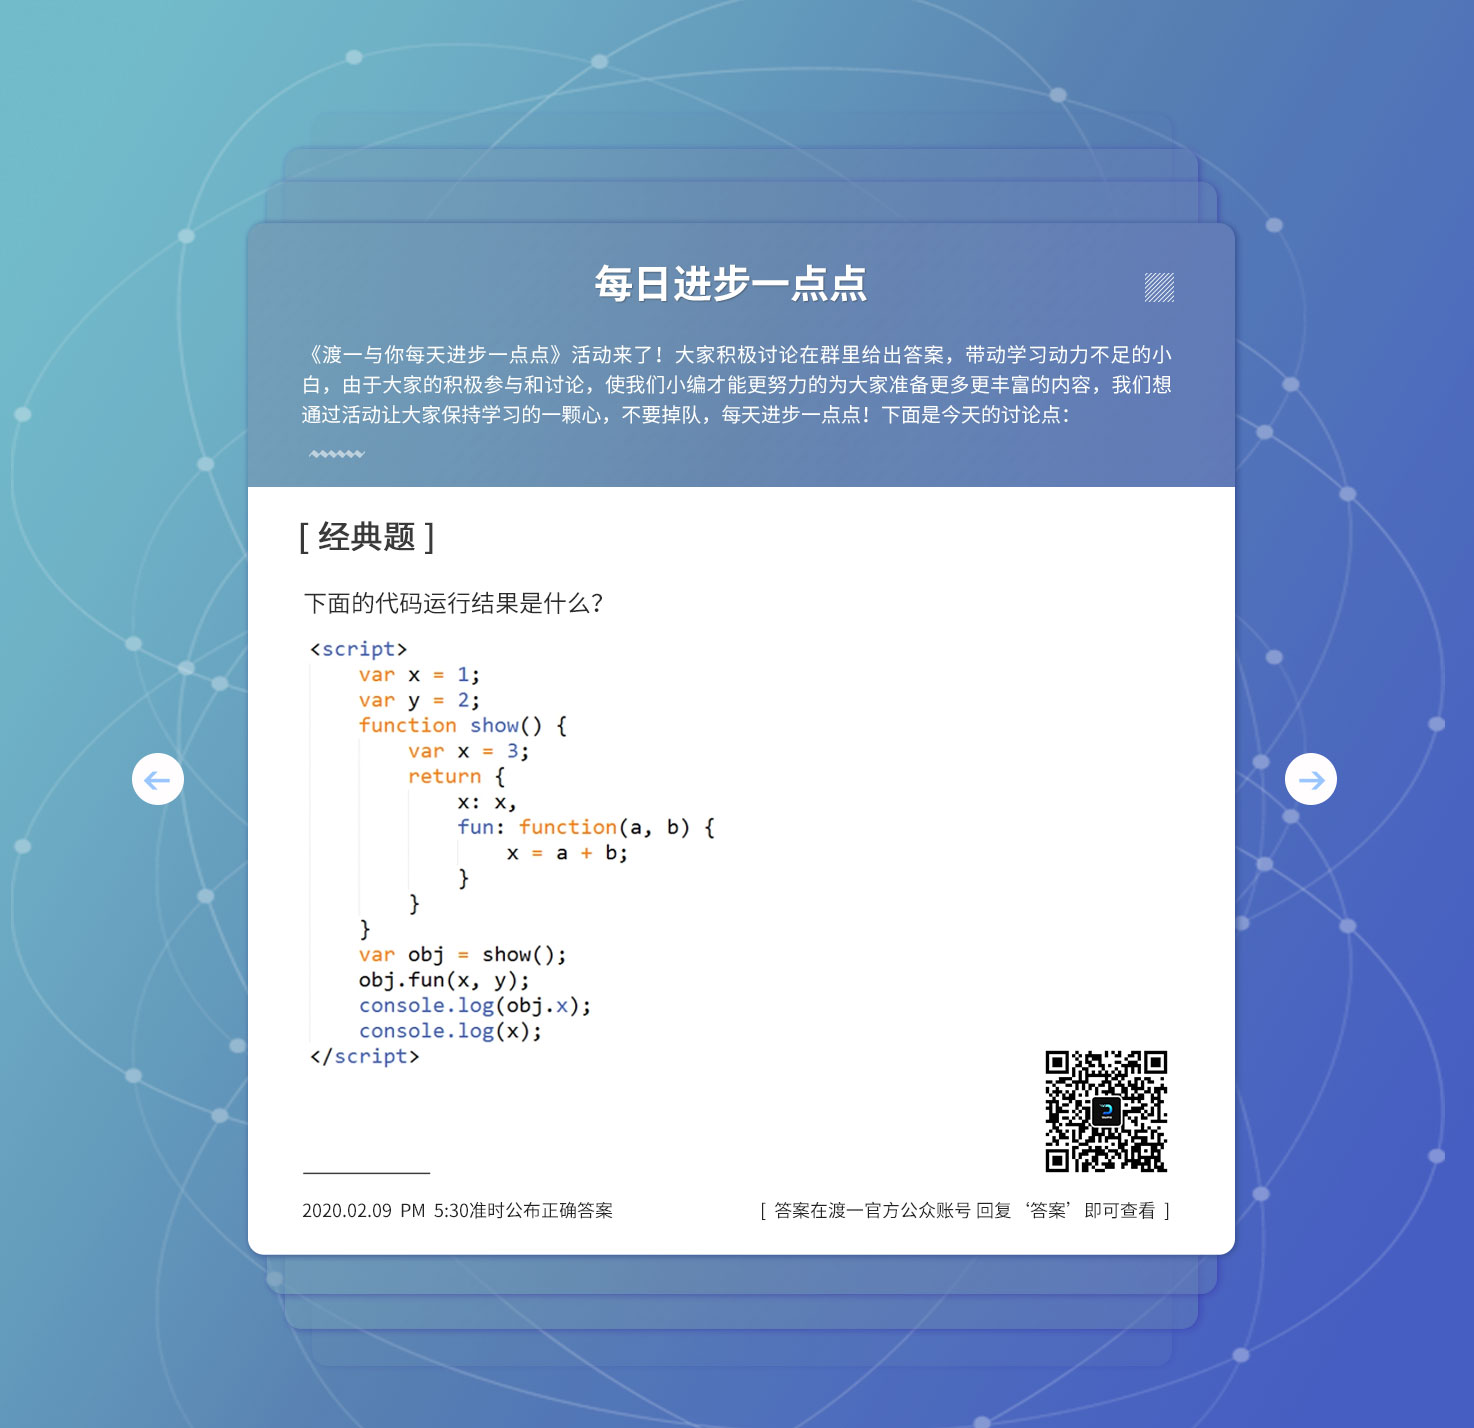 每日进步一点点
《渡一与你每天进步一点点》活动来了！大家积极讨论在群里给出答案，带动学习动力不足的小
白，由于大家的积极参与和讨论，使我们小编才能更努力的为大家准备更多更丰富的内容，我们想
通过活动让大家保持学习的一颗心，不要掉队，每天进步一点点！下面是今天的讨论点：
[ 经典题 ]
下面的代码运行结果是什么？
<script>
    var x = 1;
    var y = 2;
    function show() {
        var x = 3;
        return {
            x: x,
            fun: function(a, b) {
                x = a + b;
            }
        }
    }
    var obj = show();
    obj.fun(x, y);
    console.log(obj.x);
    console.log(x);
</script>
2020.02.09 PM 5:30准时公布正确答案
[ 答案在渡一官方公众账号 回复‘答案’即可查看 ]